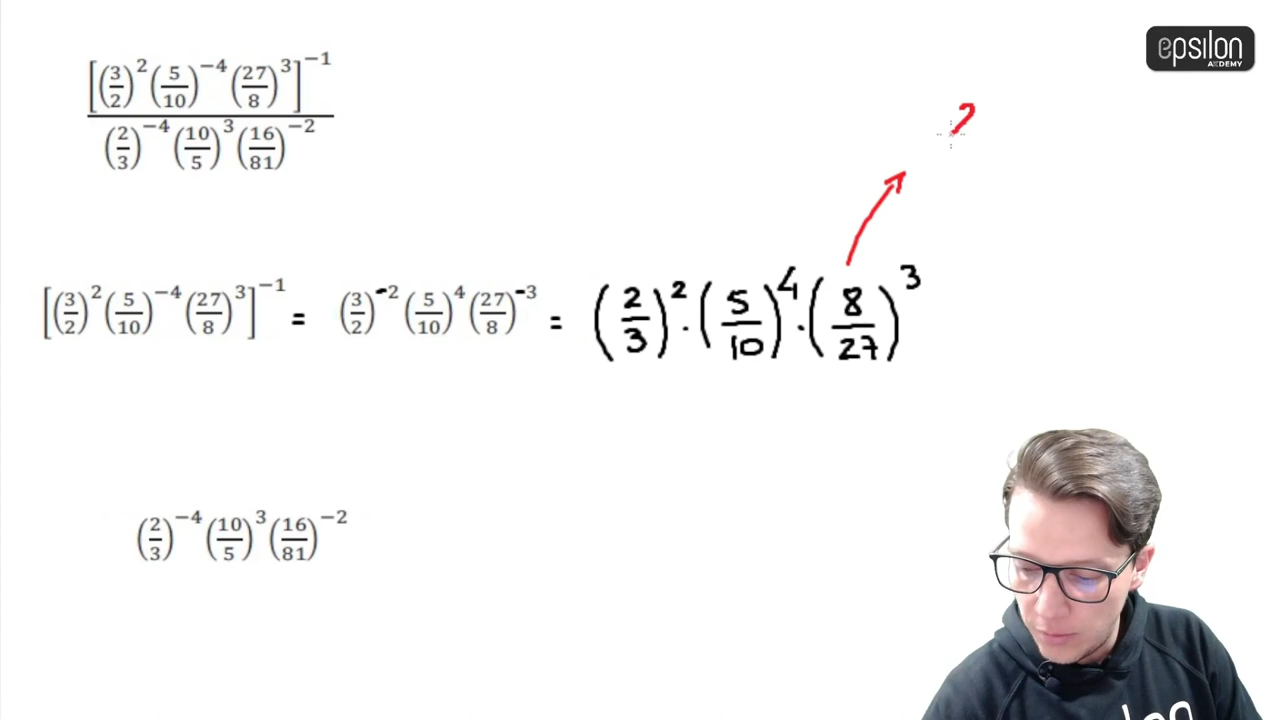 epsilon
AXΣDEMY
[(3/2)^2 (5/10)^-4 (27/8)^3]^-1
(2/3)^-4 (10/5)^3 (16/81)^-2
2
[(3/2)^2 (5/10)^-4 (27/8)^3]^-1 = (3/2)^-2 (5/10)^4 (27/8)^-3 = (2/3)^2 · (5/10)^4 · (8/27)^3
(2/3)^-4 (10/5)^3 (16/81)^-2